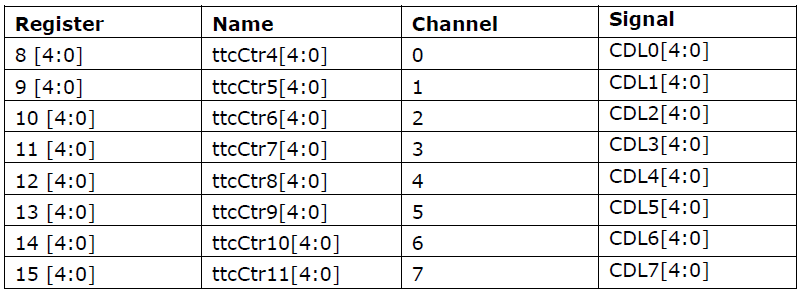 Register Name Channel Signal
8 [4:0] ttcCtr4[4:0] 0 CDL0[4:0]
9 [4:0] ttcCtr5[4:0] 1 CDL1[4:0]
10 [4:0] ttcCtr6[4:0] 2 CDL2[4:0]
11 [4:0] ttcCtr7[4:0] 3 CDL3[4:0]
12 [4:0] ttcCtr8[4:0] 4 CDL4[4:0]
13 [4:0] ttcCtr9[4:0] 5 CDL5[4:0]
14 [4:0] ttcCtr10[4:0] 6 CDL6[4:0]
15 [4:0] ttcCtr11[4:0] 7 CDL7[4:0]